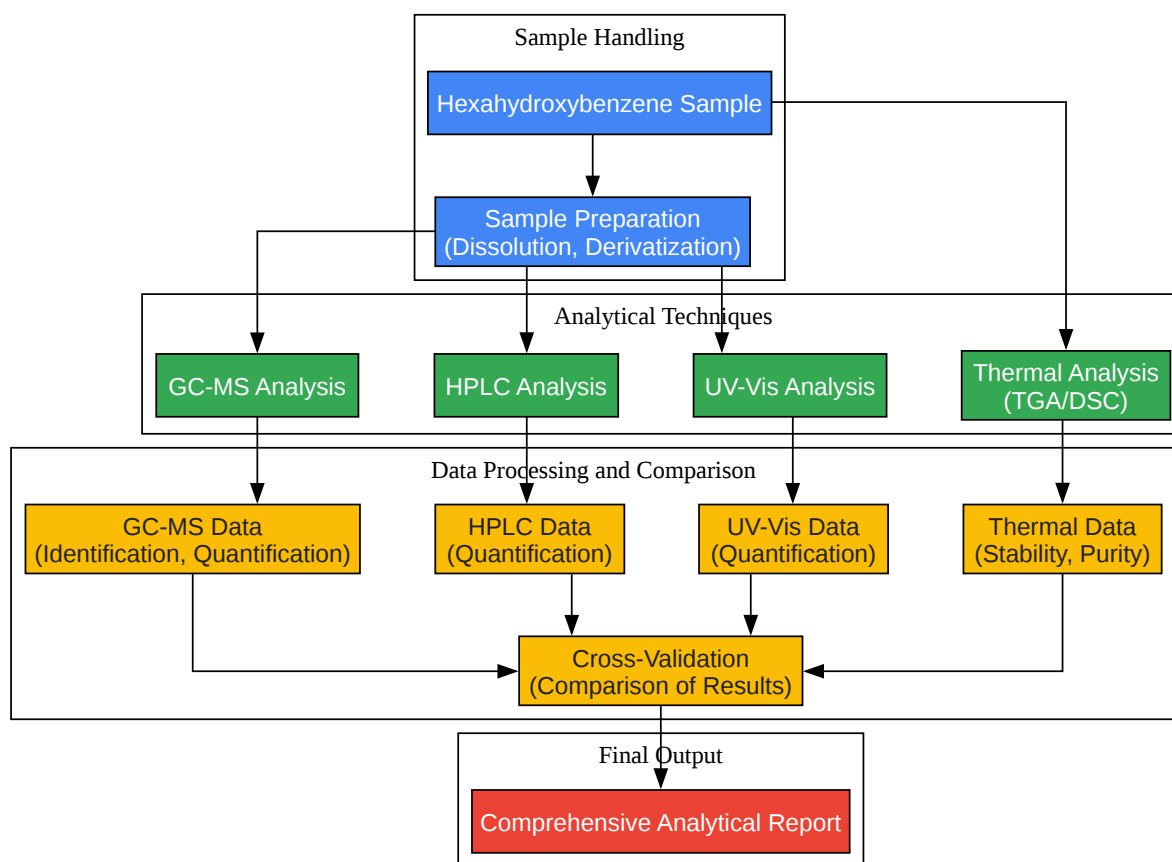 Sample Handling
Hexahydroxybenzene Sample
Sample Preparation
(Dissolution, Derivatization)
Analytical Techniques
GC-MS Analysis
HPLC Analysis
UV-Vis Analysis
Thermal Analysis
(TGA/DSC)
Data Processing and Comparison
GC-MS Data
(Identification, Quantification)
HPLC Data
(Quantification)
UV-Vis Data
(Quantification)
Thermal Data
(Stability, Purity)
Cross-Validation
(Comparison of Results)
Final Output
Comprehensive Analytical Report